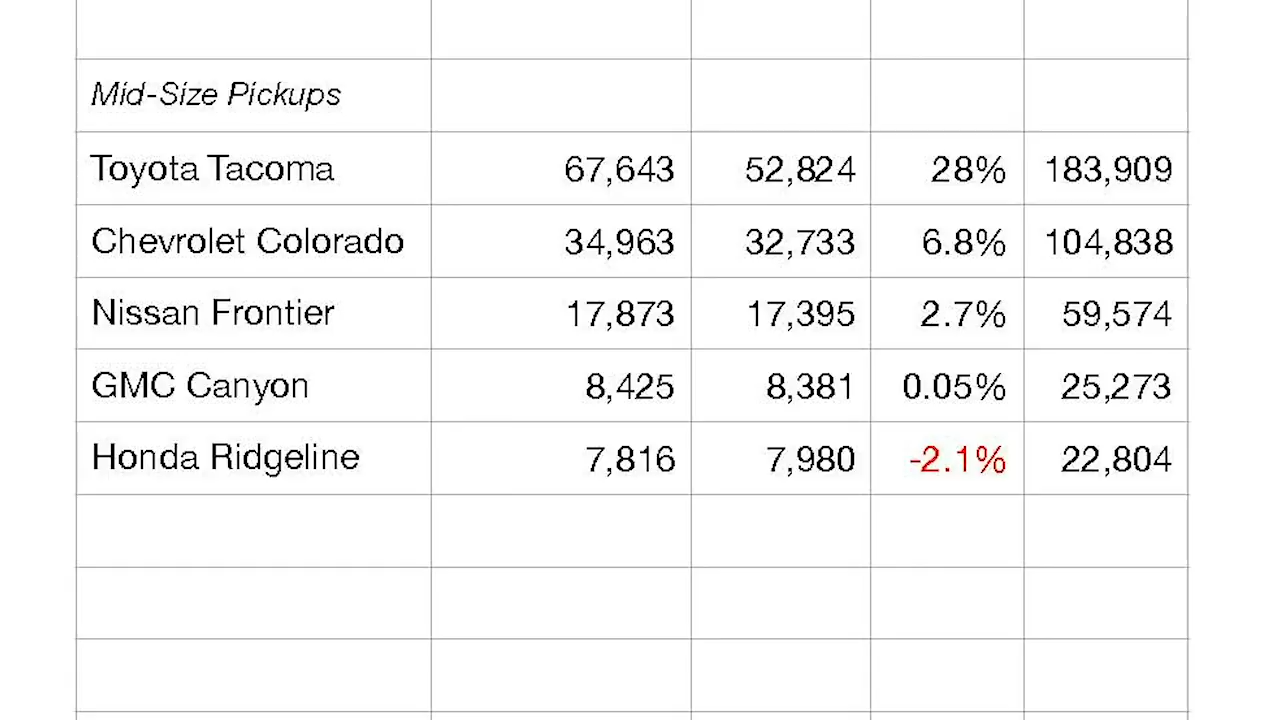 Mid-Size Pickups
Toyota Tacoma 67,643 52,824 28% 183,909
Chevrolet Colorado 34,963 32,733 6.8% 104,838
Nissan Frontier 17,873 17,395 2.7% 59,574
GMC Canyon 8,425 8,381 0.05% 25,273
Honda Ridgeline 7,816 7,980 -2.1% 22,804